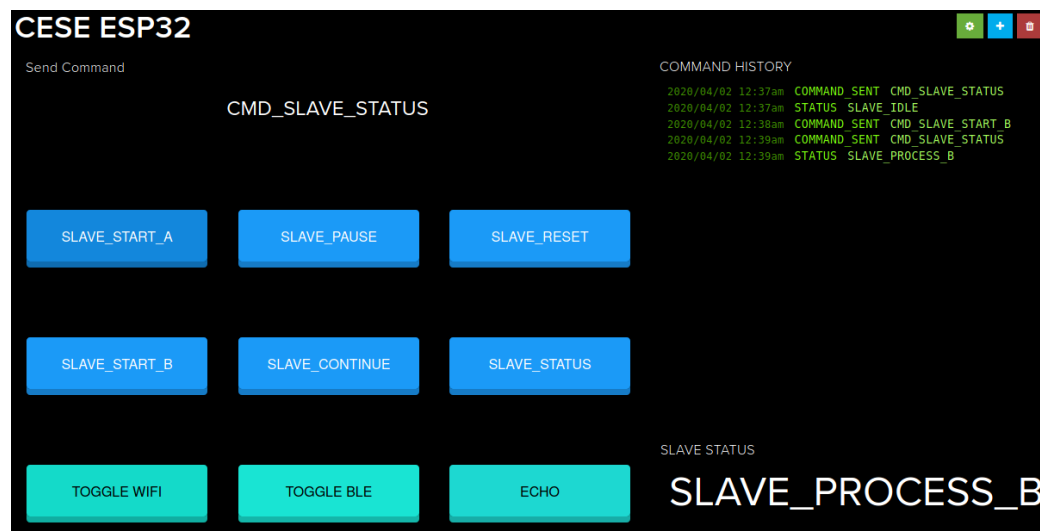 CESE ESP32
Send Command
CMD_SLAVE_STATUS
SLAVE_START_A
SLAVE_PAUSE
SLAVE_RESET
SLAVE_START_B
SLAVE_CONTINUE
SLAVE_STATUS
TOGGLE WIFI
TOGGLE BLE
ECHO
COMMAND HISTORY
2020/04/02 12:37am COMMAND_SENT CMD_SLAVE_STATUS
2020/04/02 12:37am STATUS SLAVE_IDLE
2020/04/02 12:38am COMMAND_SENT CMD_SLAVE_START_B
2020/04/02 12:39am COMMAND_SENT CMD_SLAVE_STATUS
2020/04/02 12:39am STATUS SLAVE_PROCESS_B
SLAVE STATUS
SLAVE_PROCESS_B